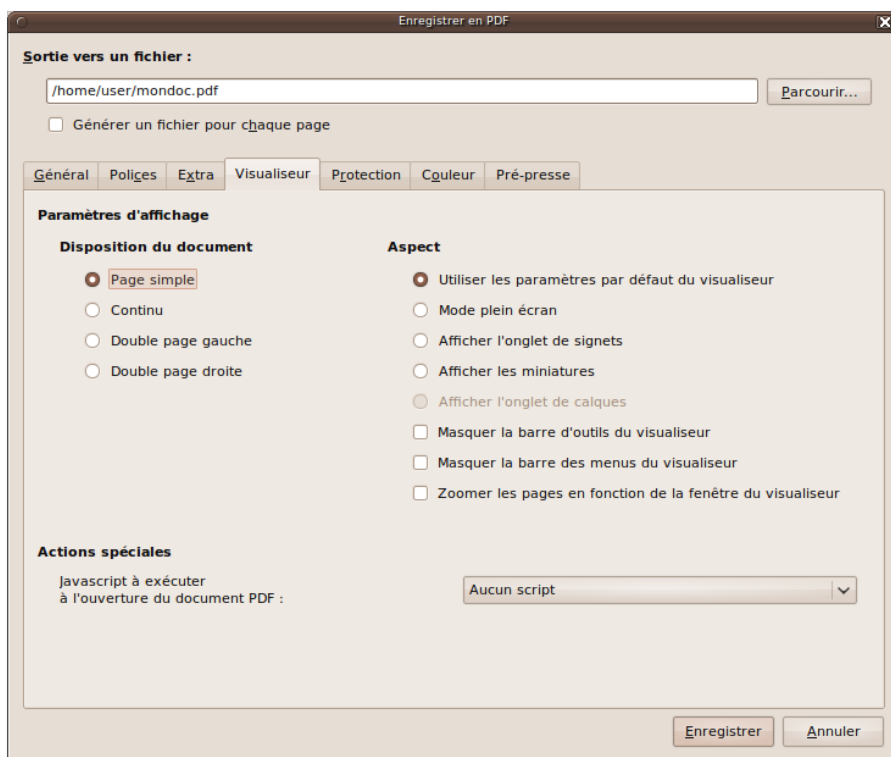 Enregistrer en PDF
Sortie vers un fichier :
/home/user/mondoc.pdf
Parcourir...
Générer un fichier pour chaque page
Général Polices Extra Visualiseur Protection Couleur Pré-presse
Paramètres d'affichage
Disposition du document
Page simple
Continu
Double page gauche
Double page droite
Aspect
Utiliser les paramètres par défaut du visualiseur
Mode plein écran
Afficher l'onglet de signets
Afficher les miniatures
Afficher l'onglet de calques
Masquer la barre d'outils du visualiseur
Masquer la barre des menus du visualiseur
Zoomer les pages en fonction de la fenêtre du visualiseur
Actions spéciales
Javascript à exécuter
à l'ouverture du document PDF :
Aucun script
Enregistrer
Annuler